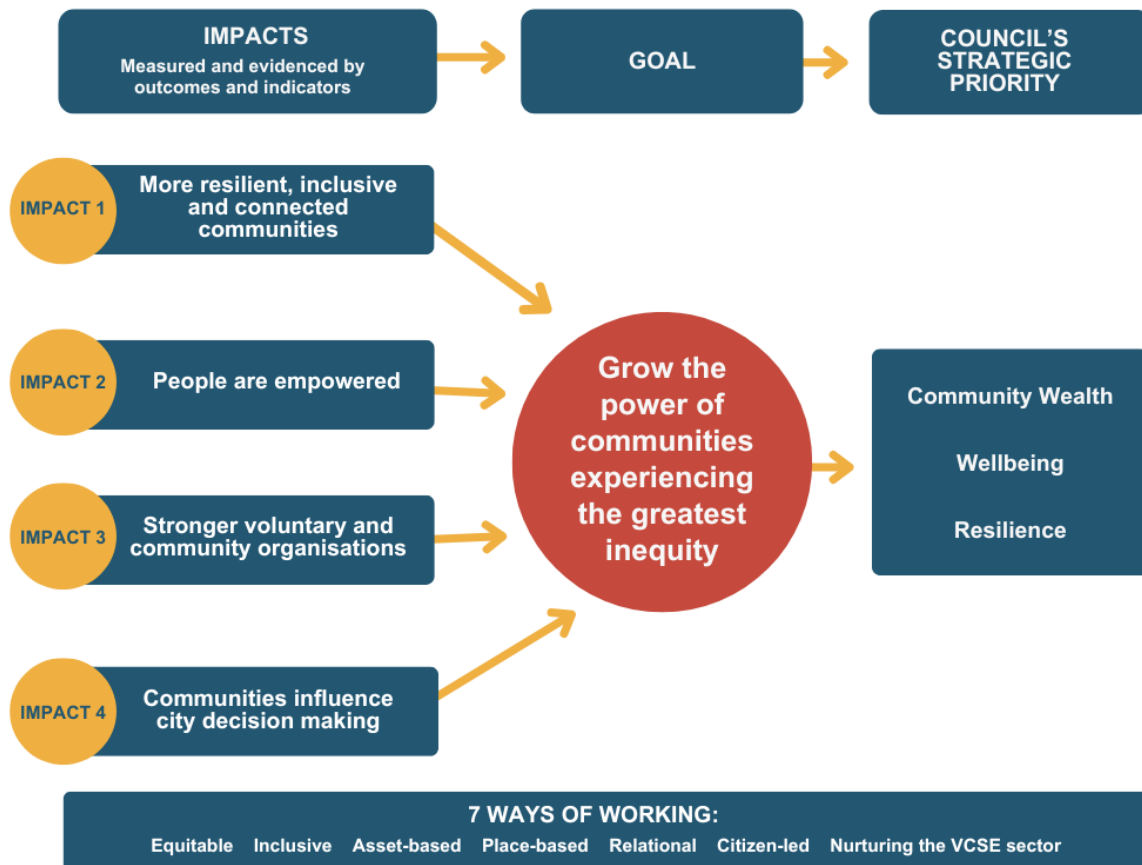 IMPACTS
Measured and evidenced by
outcomes and indicators
GOAL
COUNCIL'S
STRATEGIC
PRIORITY
IMPACT 1
More resilient, inclusive
and connected
communities
IMPACT 2
People are empowered
IMPACT 3
Stronger voluntary and
community organisations
IMPACT 4
Communities influence
city decision making
Grow the
power of
communities
experiencing
the greatest
inequity
Community Wealth
Wellbeing
Resilience
7 WAYS OF WORKING:
Equitable Inclusive Asset-based Place-based Relational Citizen-led Nurturing the VCSE sector